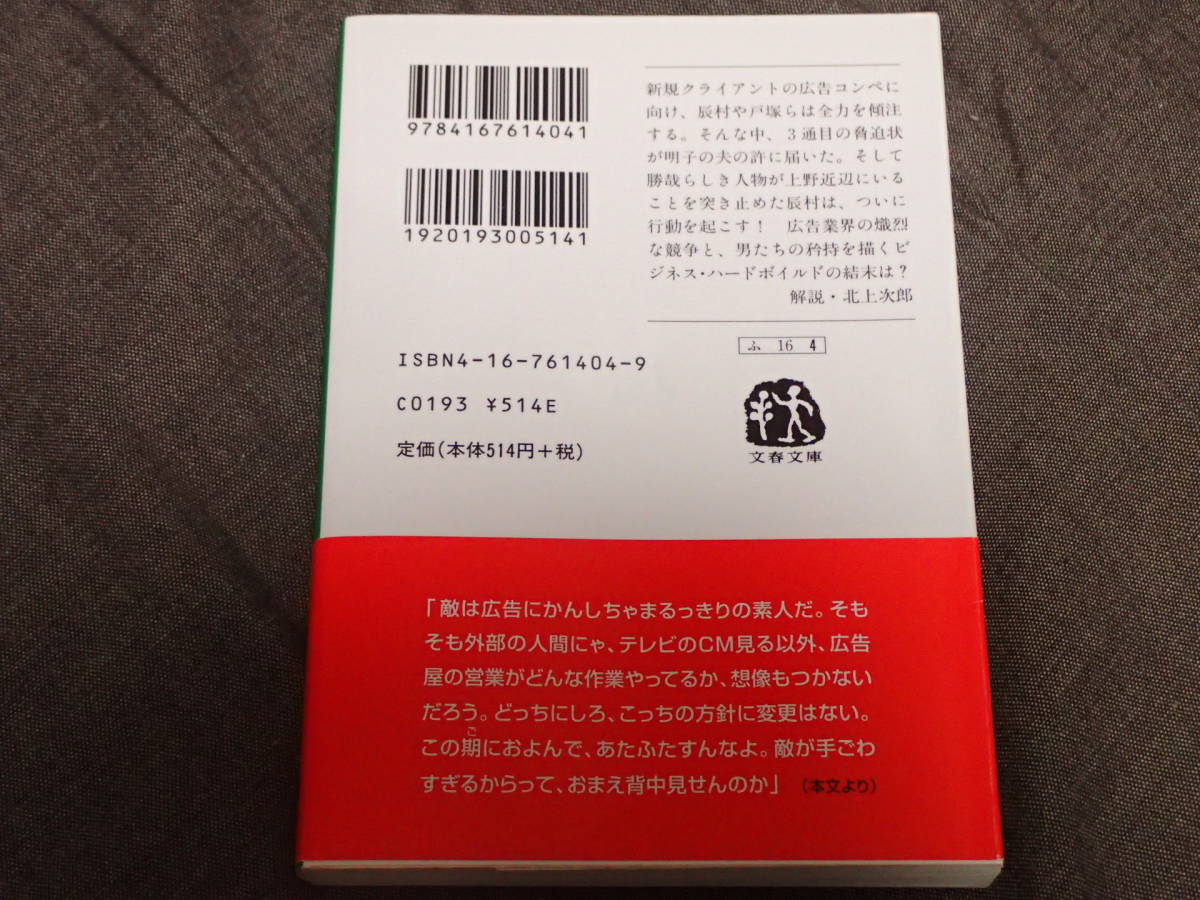 9784167614041
1920193005141
ISBN4-16-761404-9
C0193 ¥514E
定価(本体514円+税)
新規クライアントの広告コンペに
向け、辰村や戸塚らは全力を傾注
する。そんな中、3通目の脅迫状
が明子の夫の許に届いた。そして
勝哉らしき人物が上野近辺にいる
ことを突き止めた辰村は、ついに
行動を起こす! 広告業界の熾烈
な競争と、男たちの矜持を描くビ
ジネス・ハードボイルドの結末は?
解説・北上次郎
ふ 16 4
文春文庫
「敵は広告にかんしちゃまるっきりの素人だ。そも
そも外部の人間にゃ、テレビのCM見る以外、広告
屋の営業がどんな作業やってるか、想像もつかない
だろう。どっちにしろ、こっちの方針に変更はない。
この期におよんで、あたふたすんなよ。敵が手ごわ
ご
すぎるからって、おまえ背中見せんのか」 (本文より)